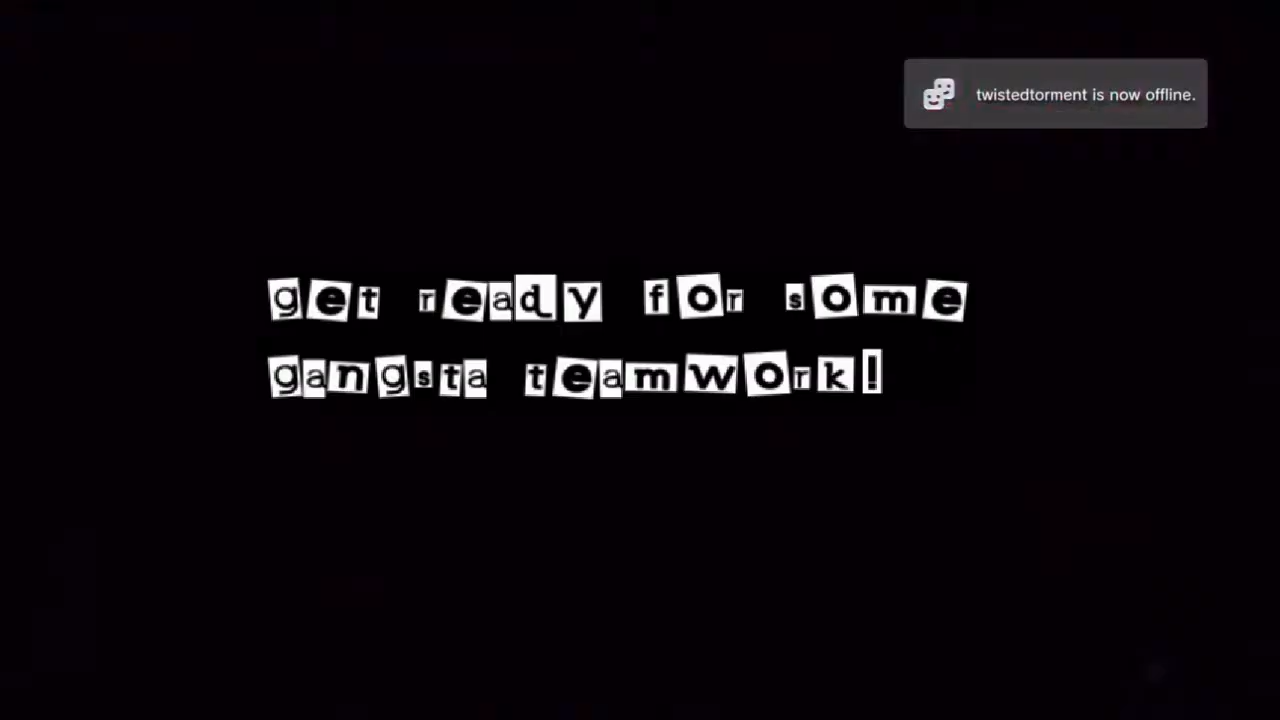 twistedtorment is now offline.
get ready for some
gangsta teamwork!